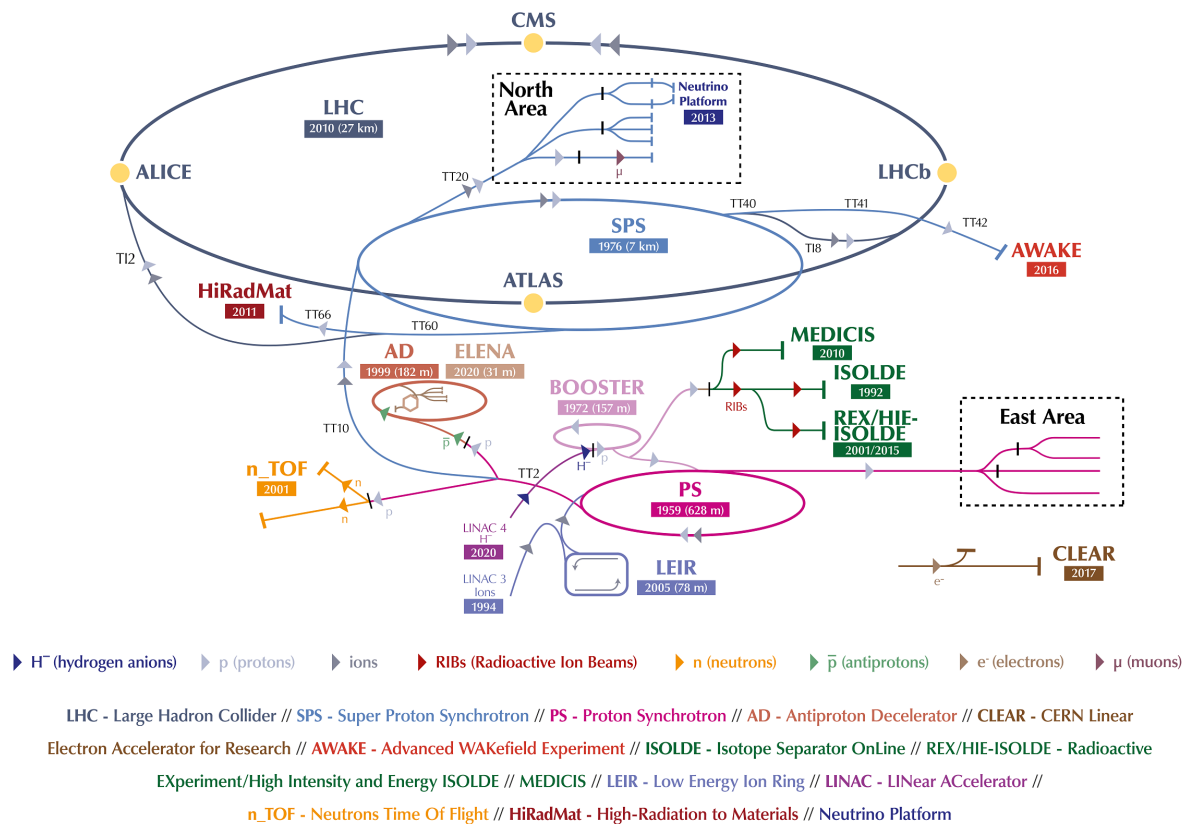 CMS
North
Area
Neutrino
Platform
2013
LHC
2010 (27 km)
μ
ALICE
LHCb
TT20
TT40
TT41
TT42
SPS
1976 (7 km)
TI8
AWAKE
2016
TI2
ATLAS
HiRadMat
2011
TT66
TT60
MEDICIS
2010
AD
1999 (182 m)
ELENA
2020 (31 m)
ISOLDE
1992
BOOSTER
1972 (157 m)
RIBs
REX/HIE-
ISOLDE
2001/2015
East Area
TT10
p̅
p
H⁻
p
n_TOF
2001
n
n
p
TT2
PS
1959 (628 m)
LINAC 4
H⁻
2020
LINAC 3
Ions
1994
LEIR
2005 (78 m)
CLEAR
2017
e⁻
H⁻ (hydrogen anions)
p (protons)
ions
RIBs (Radioactive Ion Beams)
n (neutrons)
p̅ (antiprotons)
e⁻ (electrons)
μ (muons)
LHC - Large Hadron Collider // SPS - Super Proton Synchrotron // PS - Proton Synchrotron // AD - Antiproton Decelerator // CLEAR - CERN Linear
Electron Accelerator for Research // AWAKE - Advanced WAKefield Experiment // ISOLDE - Isotope Separator OnLine // REX/HIE-ISOLDE - Radioactive
EXperiment/High Intensity and Energy ISOLDE // MEDICIS // LEIR - Low Energy Ion Ring // LINAC - LINear ACcelerator //
n_TOF - Neutrons Time Of Flight // HiRadMat - High-Radiation to Materials // Neutrino Platform